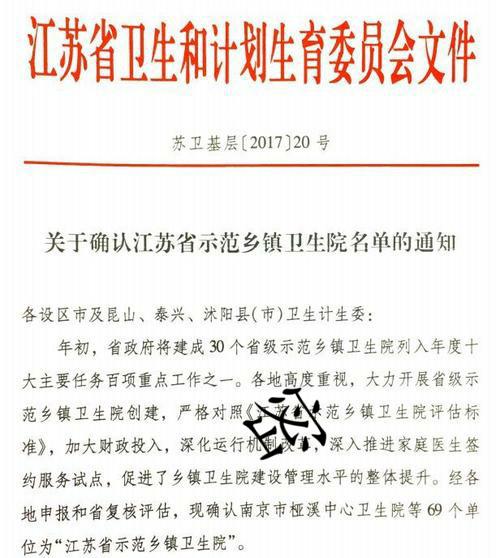 江苏省卫生和计划生育委员会文件
苏卫基层〔2017〕20 号
关于确认江苏省示范乡镇卫生院名单的通知
各设区市及昆山、泰兴、沭阳县(市)卫生计生委：
年初，省政府将建成 30 个省级示范乡镇卫生院列入年度十
大主要任务百项重点工作之一。各地高度重视，大力开展省级示
范乡镇卫生院创建，严格对照《江苏省示范乡镇卫生院评估标
准》，加大财政投入，深化运行机制改革，深入推进家庭医生签
约服务试点，促进了乡镇卫生院建设管理水平的整体提升。经各
地申报和省复核评估，现确认南京市桠溪中心卫生院等 69 个单
位为“江苏省示范乡镇卫生院”。